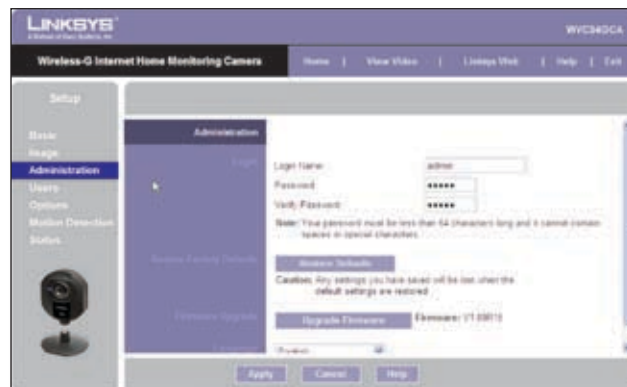 LINKSYS®
A Division of Cisco Systems, Inc.
WVC54GCA
Wireless-G Internet Home Monitoring Camera
Home | View Video | Linksys Web | Help | Exit
Setup
Basic
Image
Administration
Users
Options
Motion Detection
Status
Administration
Login
Login Name: admin
Password:
Verify Password:
Note: Your password must be less than 64 characters long and it cannot contain
spaces or special characters.
Restore Factory Defaults
Restore Defaults
Caution: Any settings you have saved will be lost when the
default settings are restored.
Firmware Upgrade
Upgrade Firmware
Firmware:
Language
English
Apply
Cancel
Help